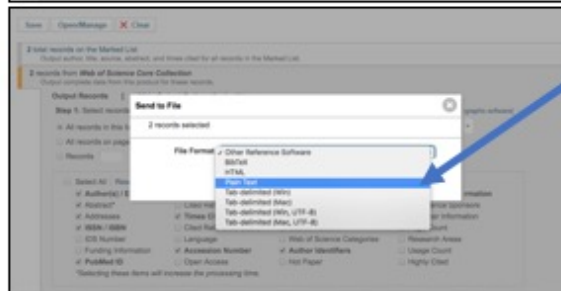 Save Open/Manage Clear
2 total records on the Marked List
Output author, title, source, abstract, and times cited for all records in the Marked List.
2 records from Web of Science Core Collection
Output complete data from this product for these records.
Output Records
Step 1: Select records
Send to File
2 records selected
All records in this list
All records on page
Records
File Format
Other Reference Software
BibTeX
HTML
Plain Text
Tab-delimited (Win)
Tab-delimited (Mac)
Tab-delimited (Win, UTF-8)
Tab-delimited (Mac, UTF-8)
Select All
Author(s) / E
Abstract*
Addresses Times
ISSN / ISBN Cited
IDS Number Language Web of Science Categories Research Areas
Funding Information Accession Number Author Identifiers Usage Count
PubMed ID Open Access Hot Paper Highly Cited
*Selecting these items will increase the processing time.